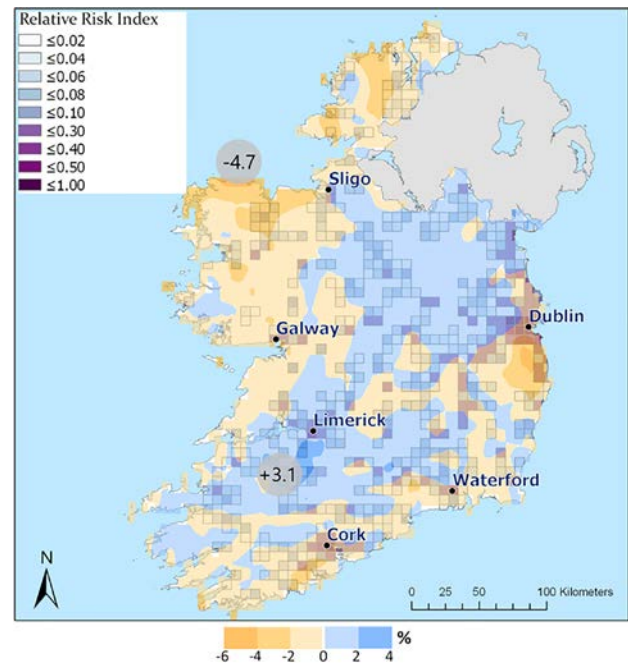 Relative Risk Index
≤0.02
≤0.04
≤0.06
≤0.08
≤0.10
≤0.30
≤0.40
≤0.50
≤1.00
-4.7
Sligo
Dublin
Galway
Limerick
+3.1
Waterford
Cork
N
0 25 50 100 Kilometers
%
-6 -4 -2 0 2 4